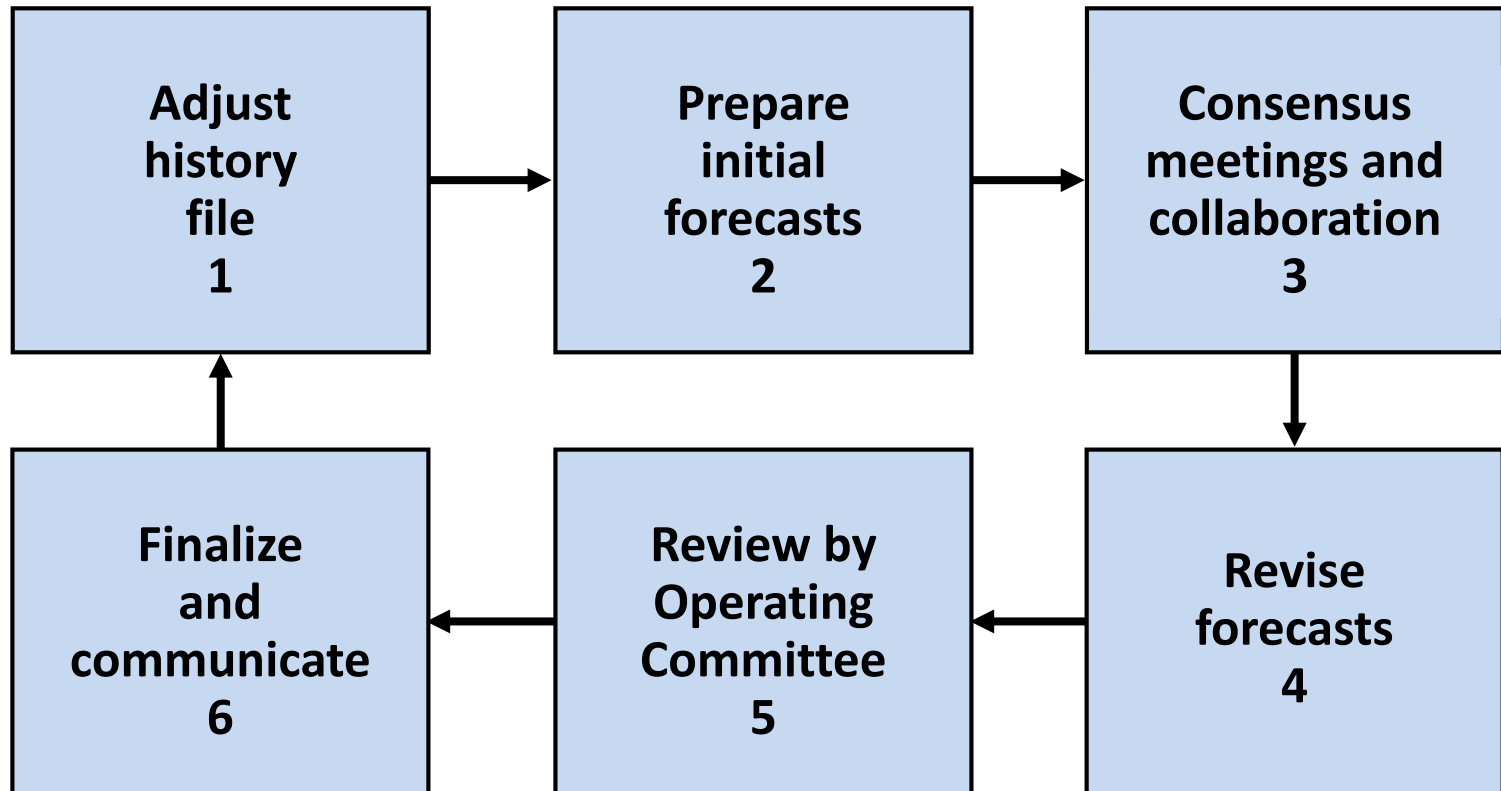 Adjust
history
file
1
Prepare
initial
forecasts
2
Consensus
meetings and
collaboration
3
Revise
forecasts
4
Review by
Operating
Committee
5
Finalize
and
communicate
6